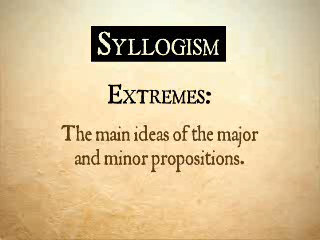 Syllogism
Extremes:
The main ideas of the major
and minor propositions.